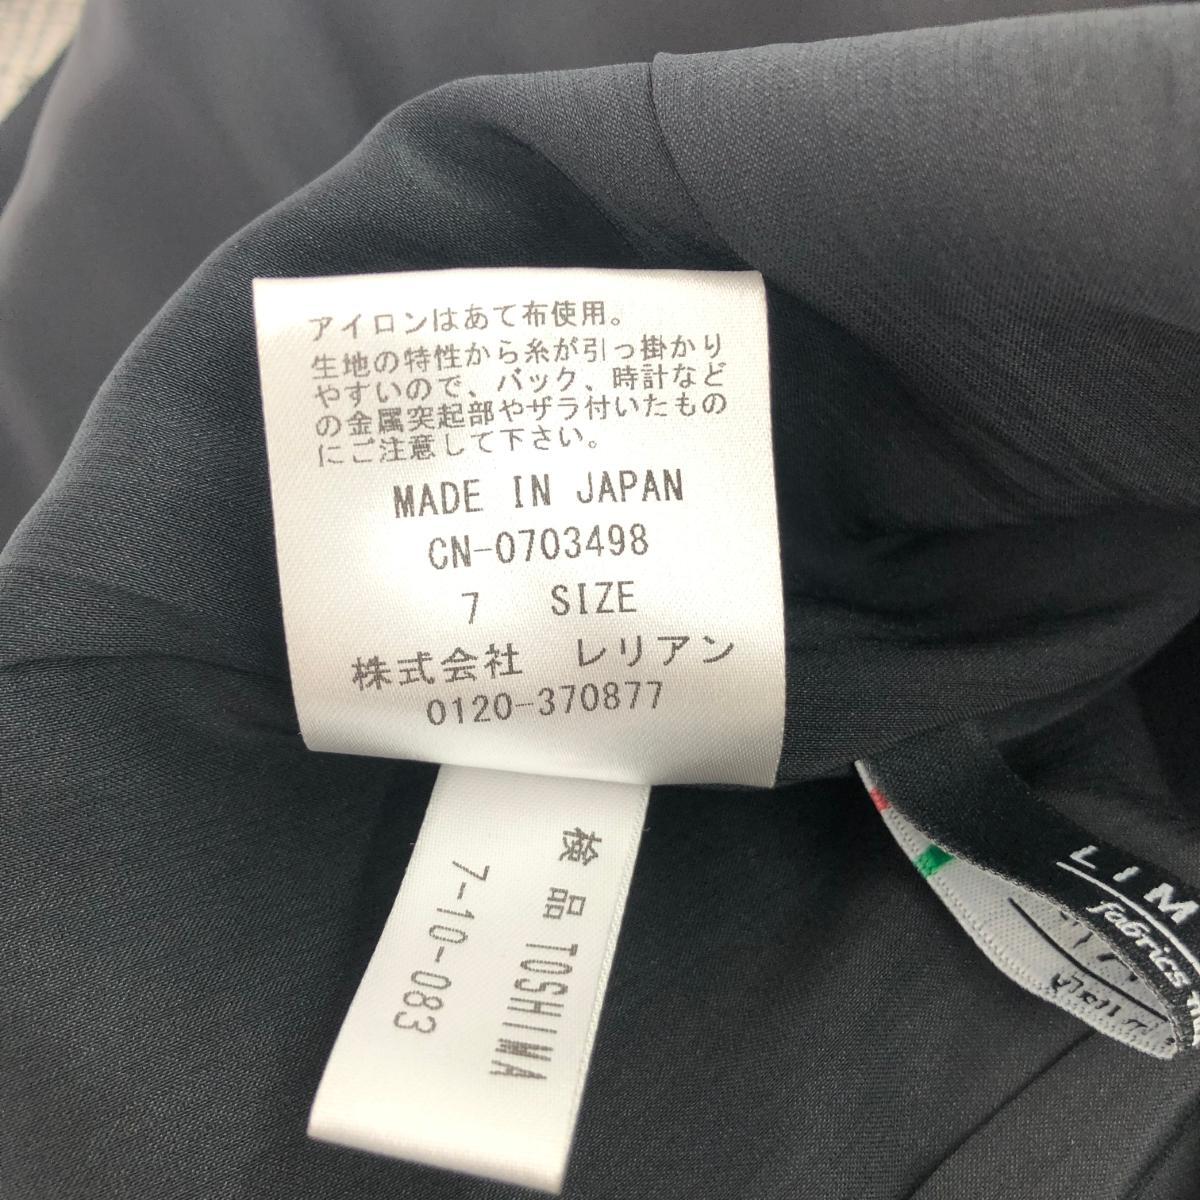 アイロンはあて布使用。
生地の特性から糸が引っ掛かり
やすいので、バック、時計など
の金属突起部やザラ付いたもの
にご注意して下さい。
MADE IN JAPAN
CN-0703498
7 SIZE
株式会社 レリアン
0120-370877
検品 TOSHIMA
7-10-083
LIM
fabrics